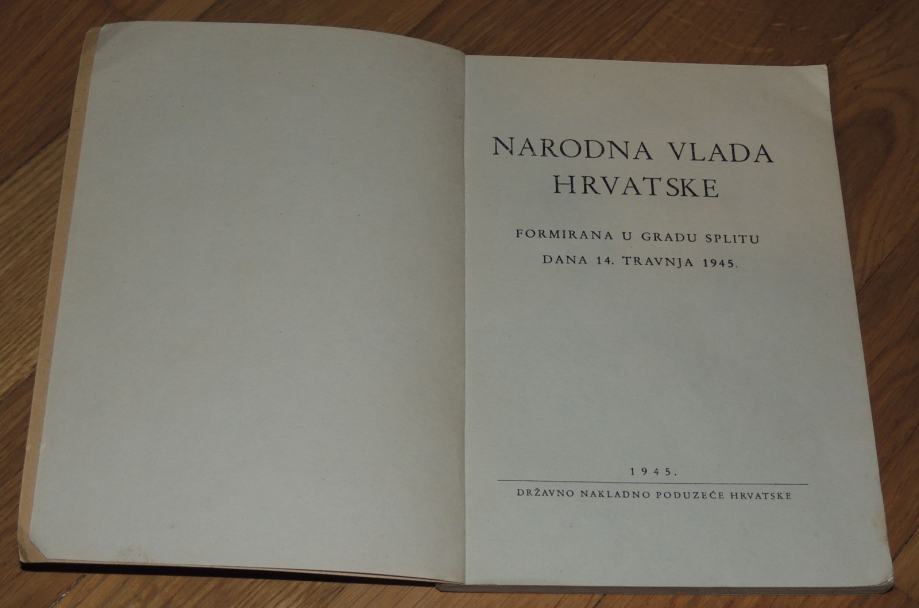 NARODNA VLADA
HRVATSKE
FORMIRANA U GRADU SPLITU
DANA 14. TRAVNJA 1945.
1945.
DRŽAVNO NAKLADNO PODUZEĆE HRVATSKE